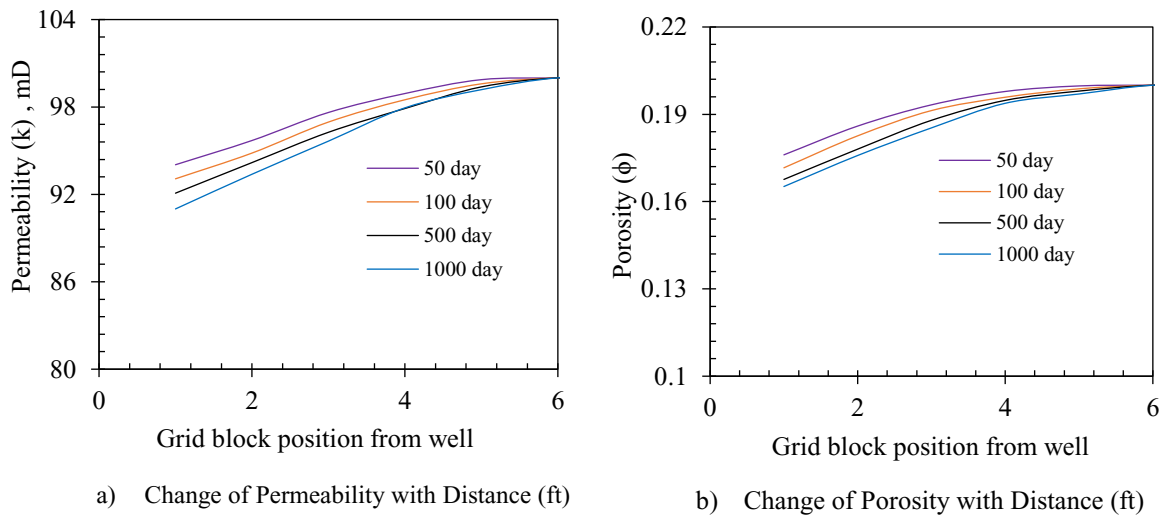 104
98
92
86
80
Permeability (k) , mD
50 day
100 day
500 day
1000 day
0
2
4
6
Grid block position from well
a) Change of Permeability with Distance (ft)
0.22
0.19
0.16
0.13
0.1
Porosity (ϕ)
50 day
100 day
500 day
1000 day
0
2
4
6
Grid block position from well
b) Change of Porosity with Distance (ft)